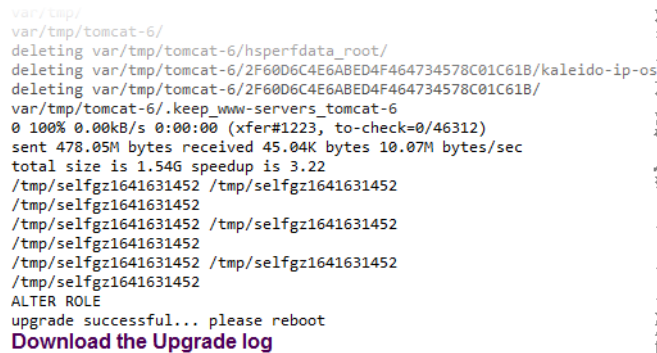 var/tmp/
var/tmp/tomcat-6/
deleting var/tmp/tomcat-6/hsperfdata_root/
deleting var/tmp/tomcat-6/2F60D6C4E6ABED4F464734578C01C61B/kaleido-ip-os
deleting var/tmp/tomcat-6/2F60D6C4E6ABED4F464734578C01C61B/
var/tmp/tomcat-6/.keep_www-servers_tomcat-6
0 100% 0.00kB/s 0:00:00 (xfer#1223, to-check=0/46312)
sent 478.05M bytes received 45.04K bytes 10.07M bytes/sec
total size is 1.54G speedup is 3.22
/tmp/selfgz1641631452 /tmp/selfgz1641631452
/tmp/selfgz1641631452
/tmp/selfgz1641631452 /tmp/selfgz1641631452
/tmp/selfgz1641631452
/tmp/selfgz1641631452 /tmp/selfgz1641631452
/tmp/selfgz1641631452
ALTER ROLE
upgrade successful... please reboot
Download the Upgrade log